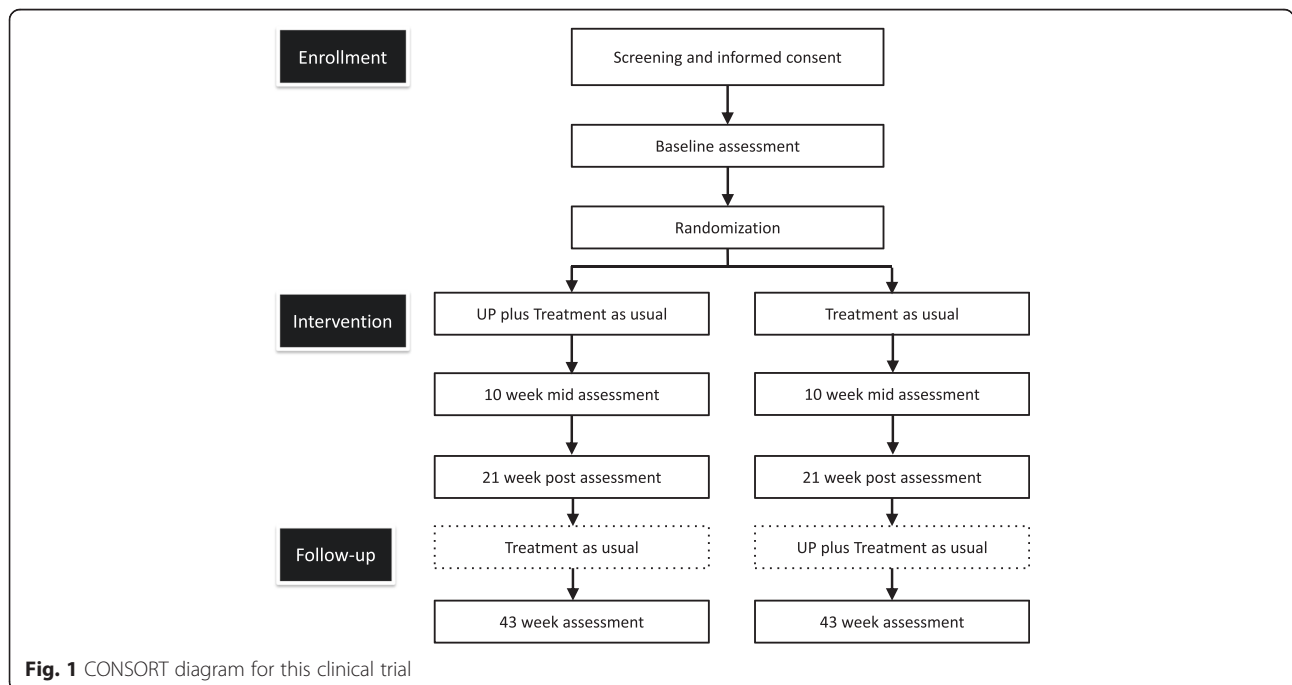 Enrollment
Screening and informed consent
Baseline assessment
Randomization
Intervention
UP plus Treatment as usual
Treatment as usual
10 week mid assessment
10 week mid assessment
21 week post assessment
21 week post assessment
Follow-up
Treatment as usual
UP plus Treatment as usual
43 week assessment
43 week assessment
Fig. 1 CONSORT diagram for this clinical trial